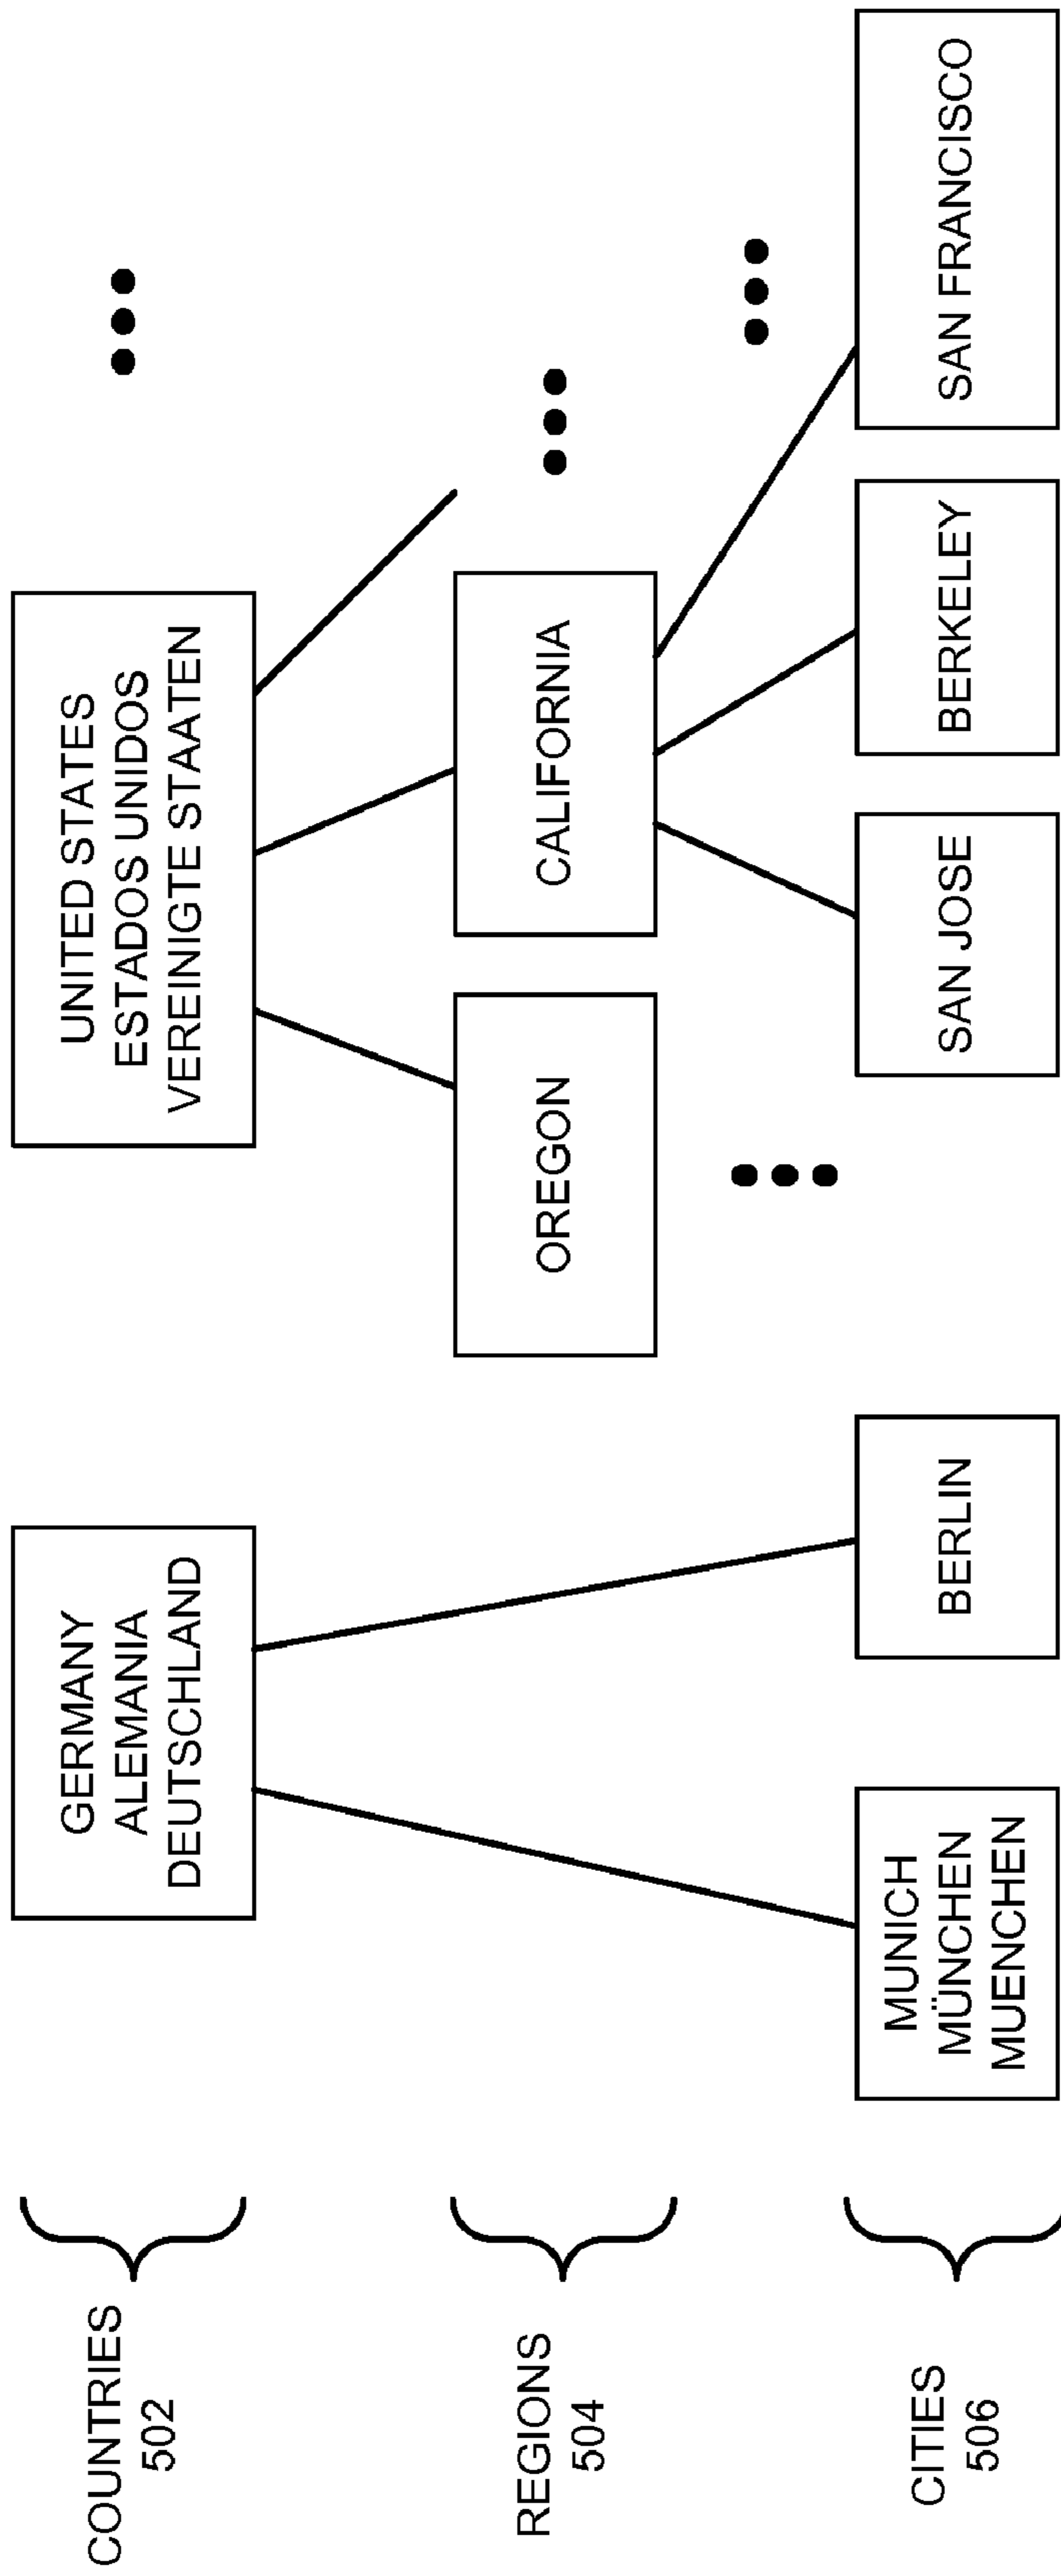 COUNTRIES
502
GERMANY
ALEMANIA
DEUTSCHLAND
UNITED STATES
ESTADOS UNIDOS
VEREINIGTE STAATEN
REGIONS
504
OREGON
CALIFORNIA
CITIES
506
MUNICH
MÜNCHEN
MUENCHEN
BERLIN
SAN JOSE
BERKELEY
SAN FRANCISCO